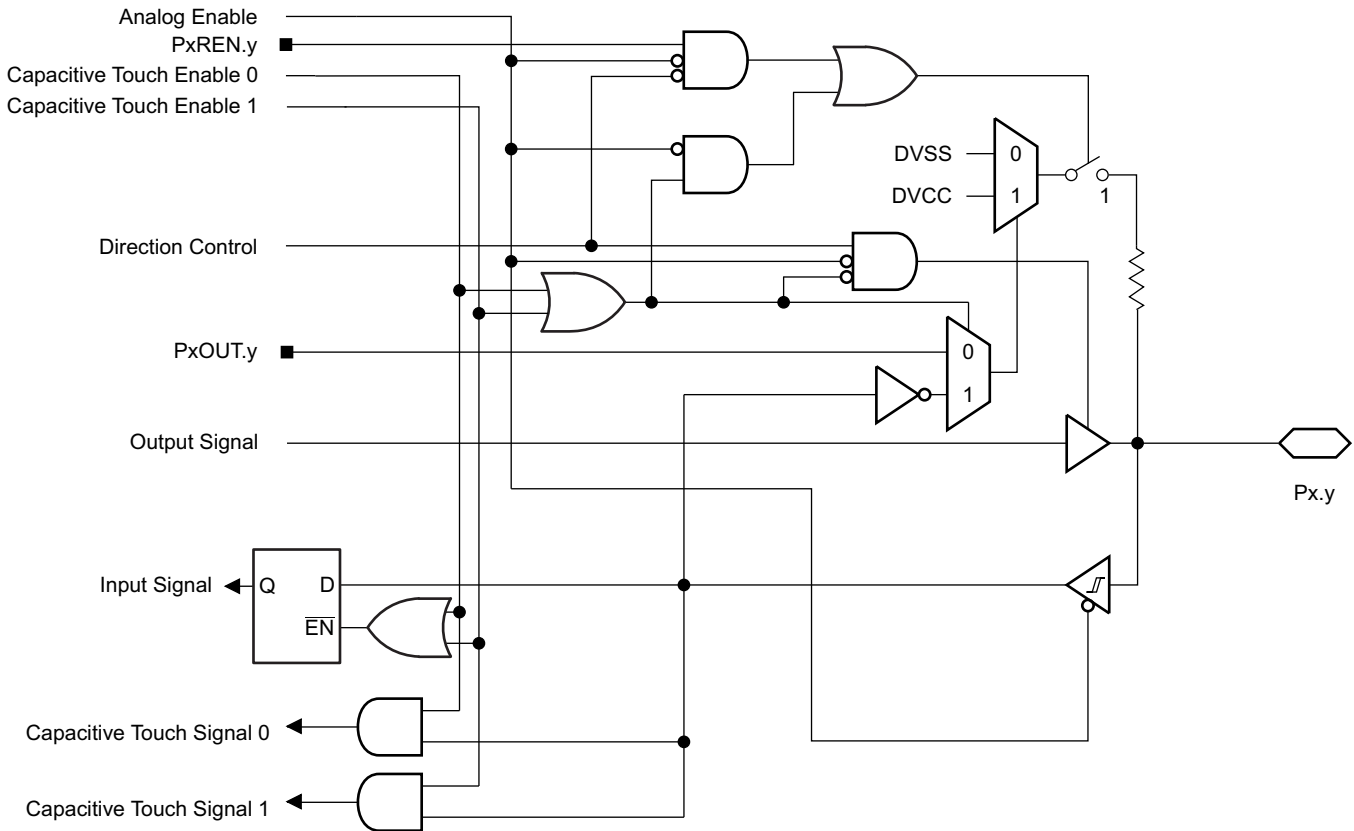 Analog Enable
PxREN.y
Capacitive Touch Enable 0
Capacitive Touch Enable 1
DVSS
0
DVCC
1
1
Direction Control
PxOUT.y
0
1
Output Signal
Px.y
Input Signal
Q
D
EN
Capacitive Touch Signal 0
Capacitive Touch Signal 1